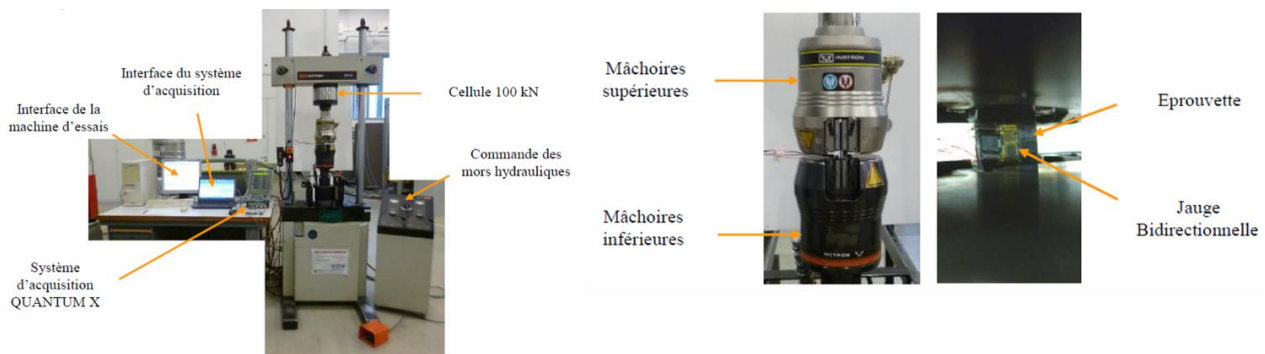 Interface du système
d'acquisition
Interface de la
machine d'essais
Cellule 100 kN
Commande des
mors hydrauliques
Système
d'acquisition
QUANTUM X
Mâchoires
supérieures
Mâchoires
inférieures
INSTRON
INSTRON
Eprouvette
Jauge
Bidirectionnelle